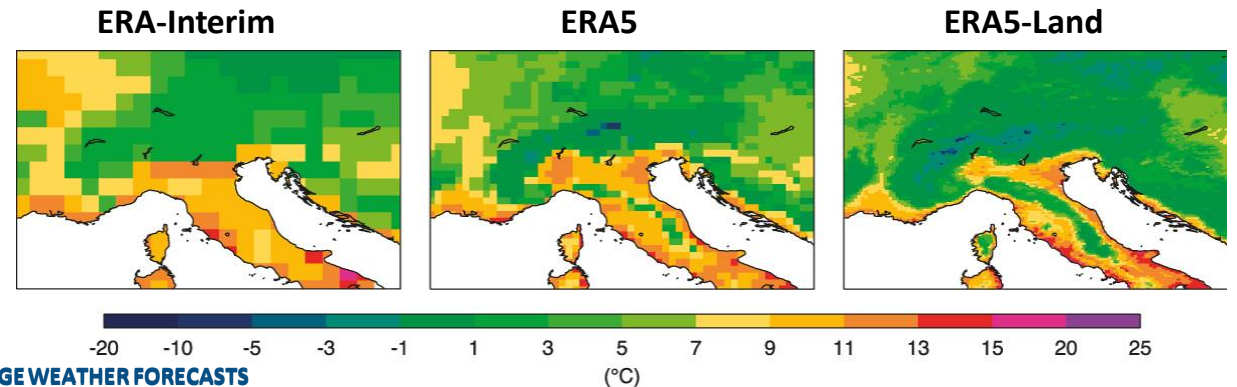 ERA-Interim ERA5 ERA5-Land
-20 -10 -5 -3 -1 1 3 5 7 9 11 13 15 20 25
(°C)
GE WEATHER FORECASTS